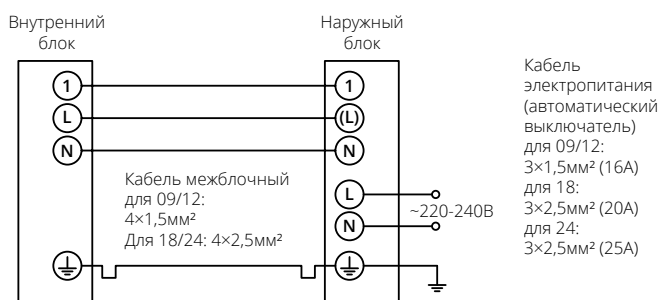 Внутренний
блок
Наружный
блок
1
1
L
(L)
N
N
Кабель межблочный
для 09/12:
4×1,5мм²
Для 18/24: 4×2,5мм²
L
N
~220-240В
Кабель
электропитания
(автоматический
выключатель)
для 09/12:
3×1,5мм² (16А)
для 18:
3×2,5мм² (20А)
для 24:
3×2,5мм² (25А)